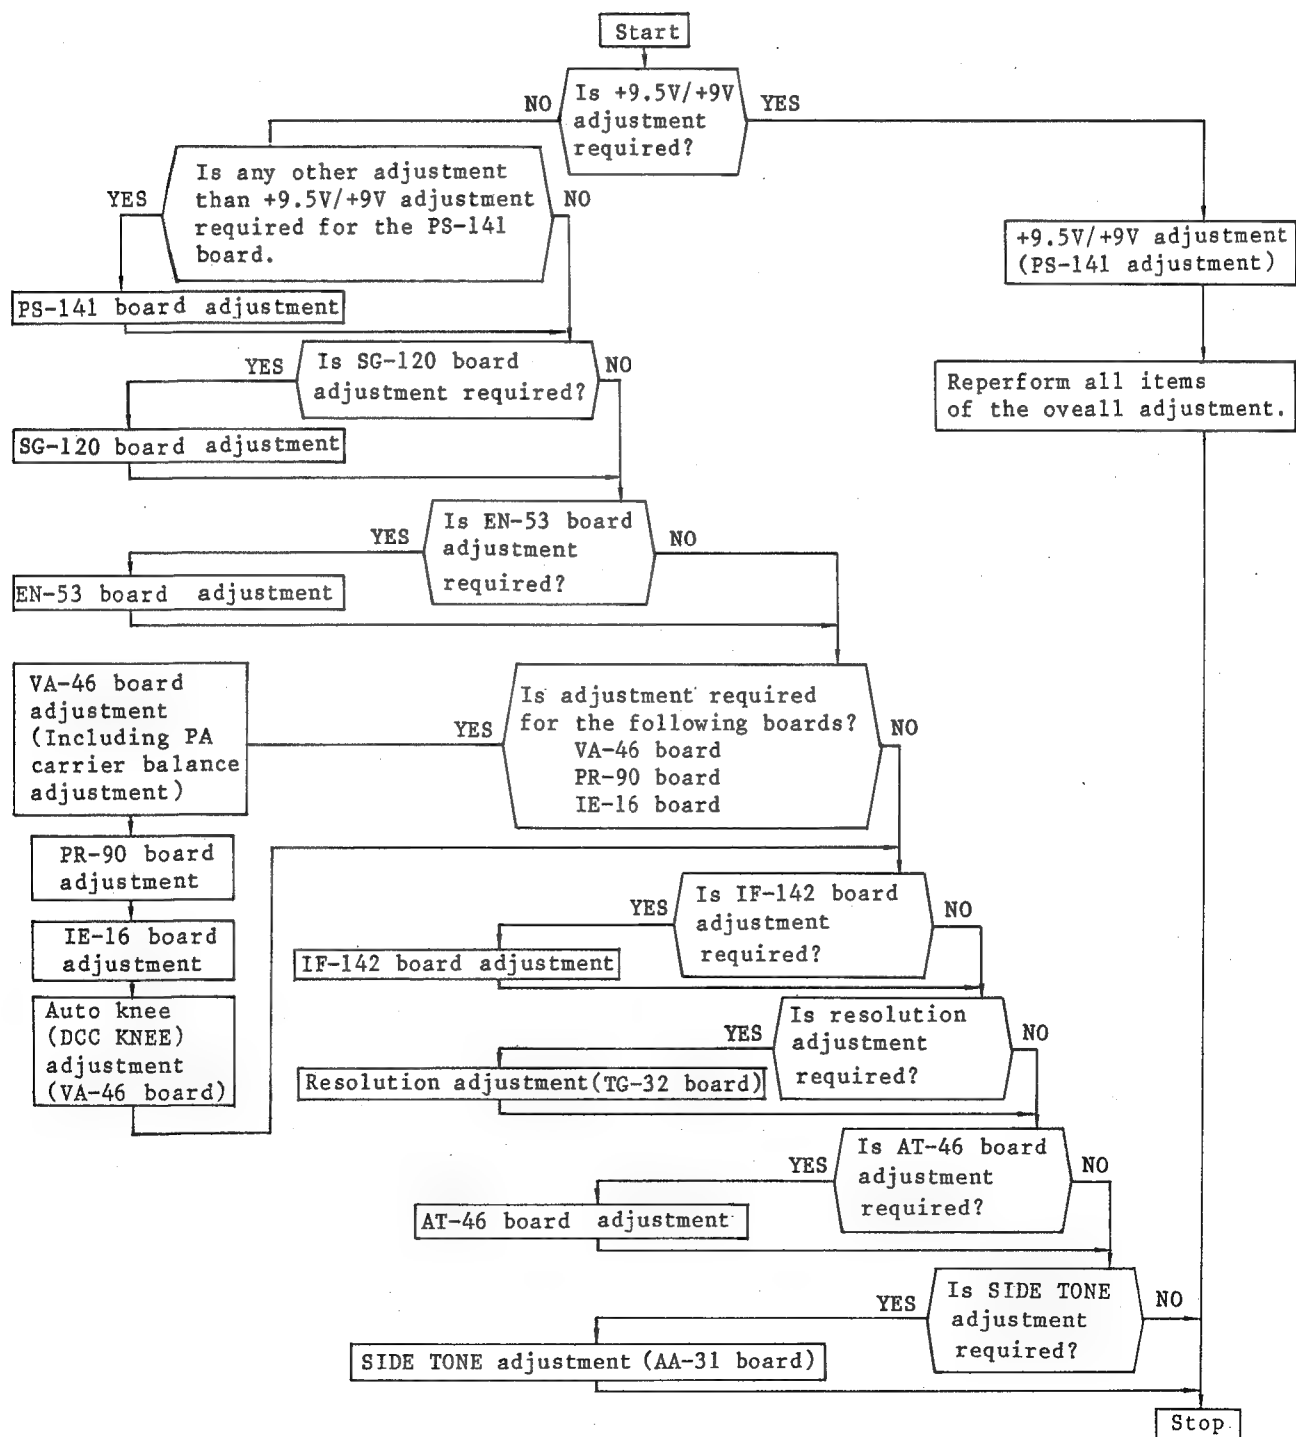 Start
Is +9.5V/+9V
adjustment
required?
NO
YES
Is any other adjustment
than +9.5V/+9V adjustment
required for the PS-141
board.
YES
NO
+9.5V/+9V adjustment
(PS-141 adjustment)
PS-141 board adjustment
Is SG-120 board
adjustment required?
YES
NO
Reperform all items
of the oveall adjustment.
SG-120 board adjustment
Is EN-53 board
adjustment
required?
YES
NO
EN-53 board adjustment
VA-46 board
adjustment
(Including PA
carrier balance
adjustment)
YES
Is adjustment required
for the following boards?
VA-46 board
PR-90 board
IE-16 board
NO
PR-90 board
adjustment
IE-16 board
adjustment
Auto knee
(DCC KNEE)
adjustment
(VA-46 board)
Is IF-142 board
adjustment
required?
YES
NO
IF-142 board adjustment
Is resolution
adjustment
required?
YES
NO
Resolution adjustment(TG-32 board)
Is AT-46 board
adjustment
required?
YES
NO
AT-46 board adjustment
Is SIDE TONE
adjustment
required?
YES
NO
SIDE TONE adjustment (AA-31 board)
Stop